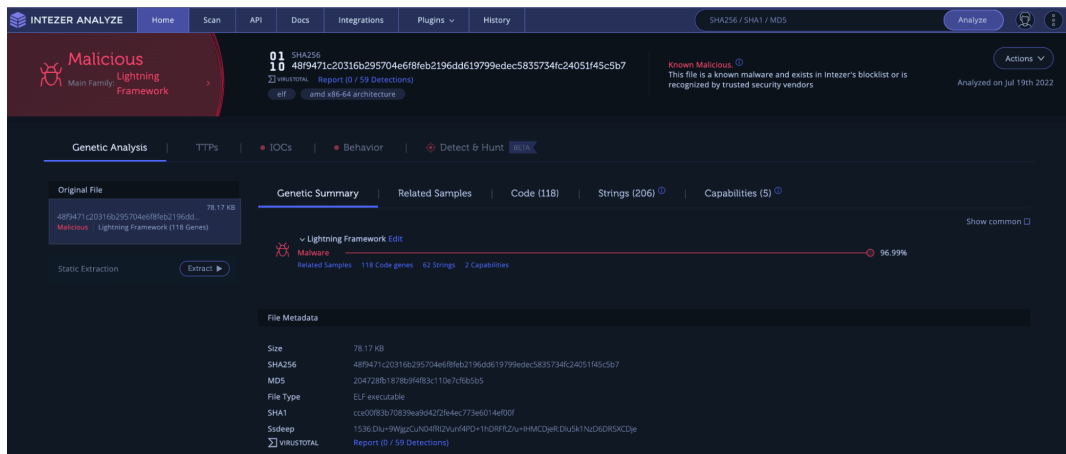 INTEZER ANALYZE Home Scan API Docs Integrations Plugins History SHA256 / SHA1 / MD5 Analyze
Malicious
Main Family: Lightning Framework
01 10 SHA256
48f9471c20316b295704e6f8feb2196dd619799edec5835734fc24051f45c5b7
VIRUSTOTAL Report (0 / 59 Detections)
elf amd x86-64 architecture
Known Malicious.
This file is a known malware and exists in Intezer's blocklist or is
recognized by trusted security vendors
Actions
Analyzed on Jul 19th 2022
Genetic Analysis TTPs IOCs Behavior Detect & Hunt BETA
Original File
78.17 KB
48f9471c20316b295704e6f8feb2196dd...
Malicious Lightning Framework (118 Genes)
Static Extraction Extract
Genetic Summary Related Samples Code (118) Strings (206) Capabilities (5)
Show common
Lightning Framework Edit
Malware 96.99%
Related Samples 118 Code genes 62 Strings 2 Capabilities
File Metadata
Size 78.17 KB
SHA256 48f9471c20316b295704e6f8feb2196dd619799edec5835734fc24051f45c5b7
MD5 204728fb1878b9f4f83c110e7cf6b5b5
File Type ELF executable
SHA1 cce00f83b70839ea9d42f2fe4ec773e6014ef00f
Ssdeep
VIRUSTOTAL Report (0 / 59 Detections)